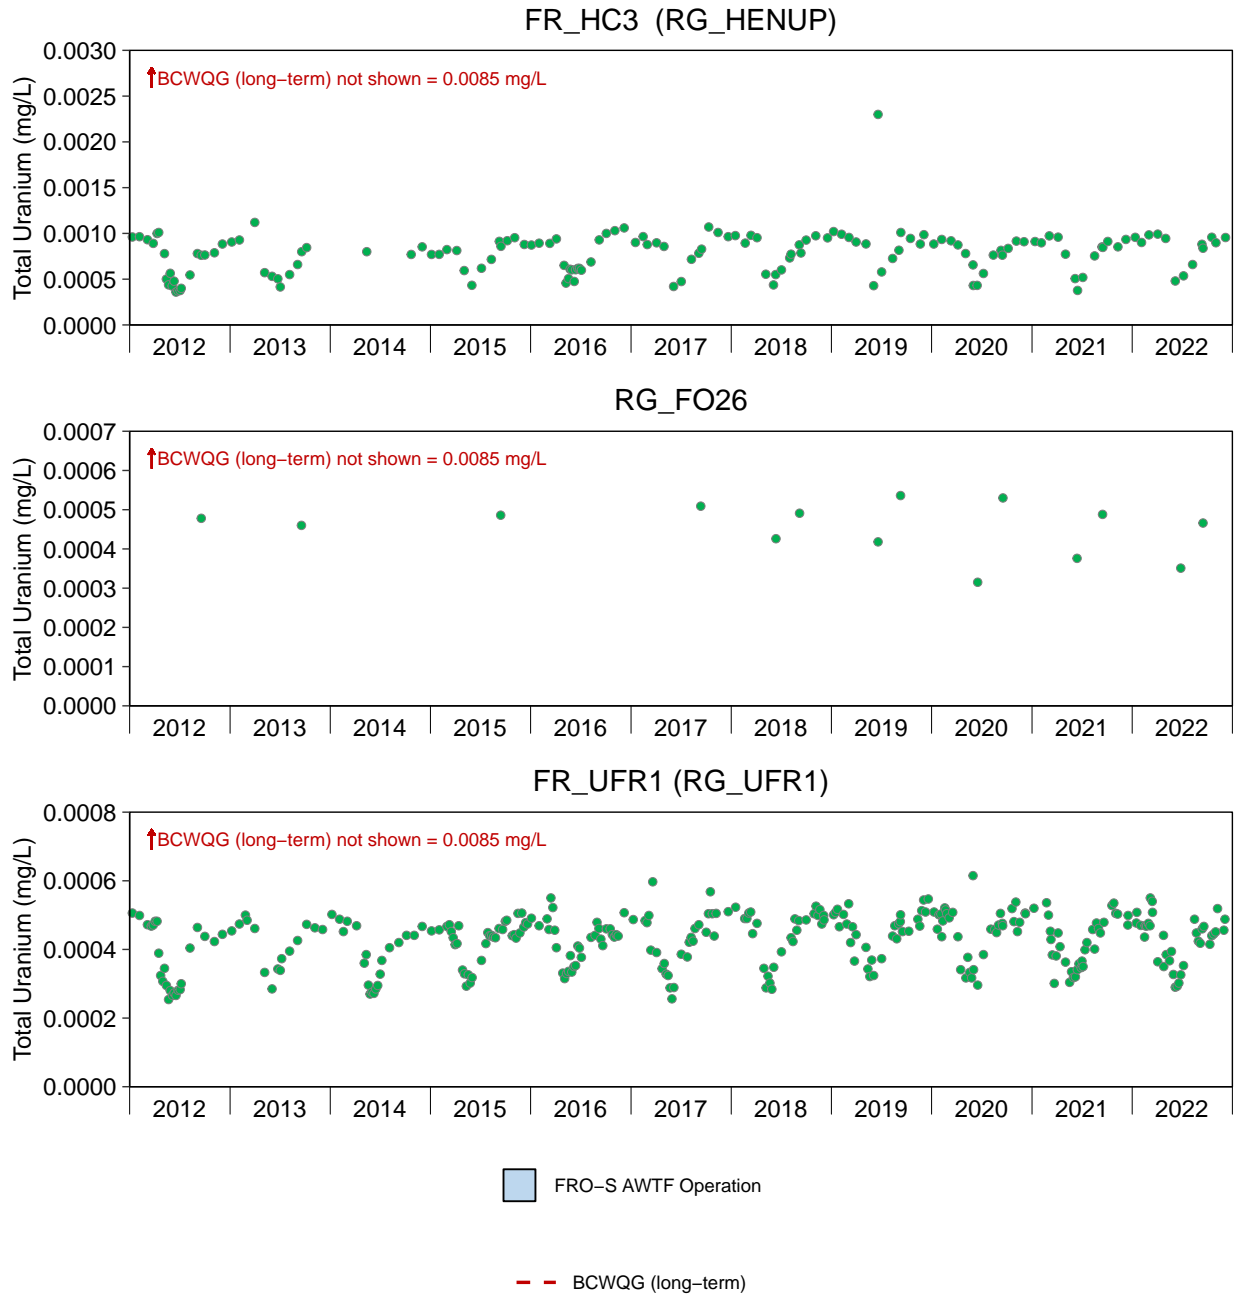 FR_HC3  (RG_HENUP)
Total Uranium (mg/L)
0.0030
0.0025
0.0020
0.0015
0.0010
0.0005
0.0000
BCWQG (long−term) not shown = 0.0085 mg/L
2012 2013 2014 2015 2016 2017 2018 2019 2020 2021 2022
RG_FO26
Total Uranium (mg/L)
0.0007
0.0006
0.0005
0.0004
0.0003
0.0002
0.0001
0.0000
BCWQG (long−term) not shown = 0.0085 mg/L
2012 2013 2014 2015 2016 2017 2018 2019 2020 2021 2022
FR_UFR1 (RG_UFR1)
Total Uranium (mg/L)
0.0008
0.0006
0.0004
0.0002
0.0000
BCWQG (long−term) not shown = 0.0085 mg/L
2012 2013 2014 2015 2016 2017 2018 2019 2020 2021 2022
FRO−S AWTF Operation
BCWQG (long−term)